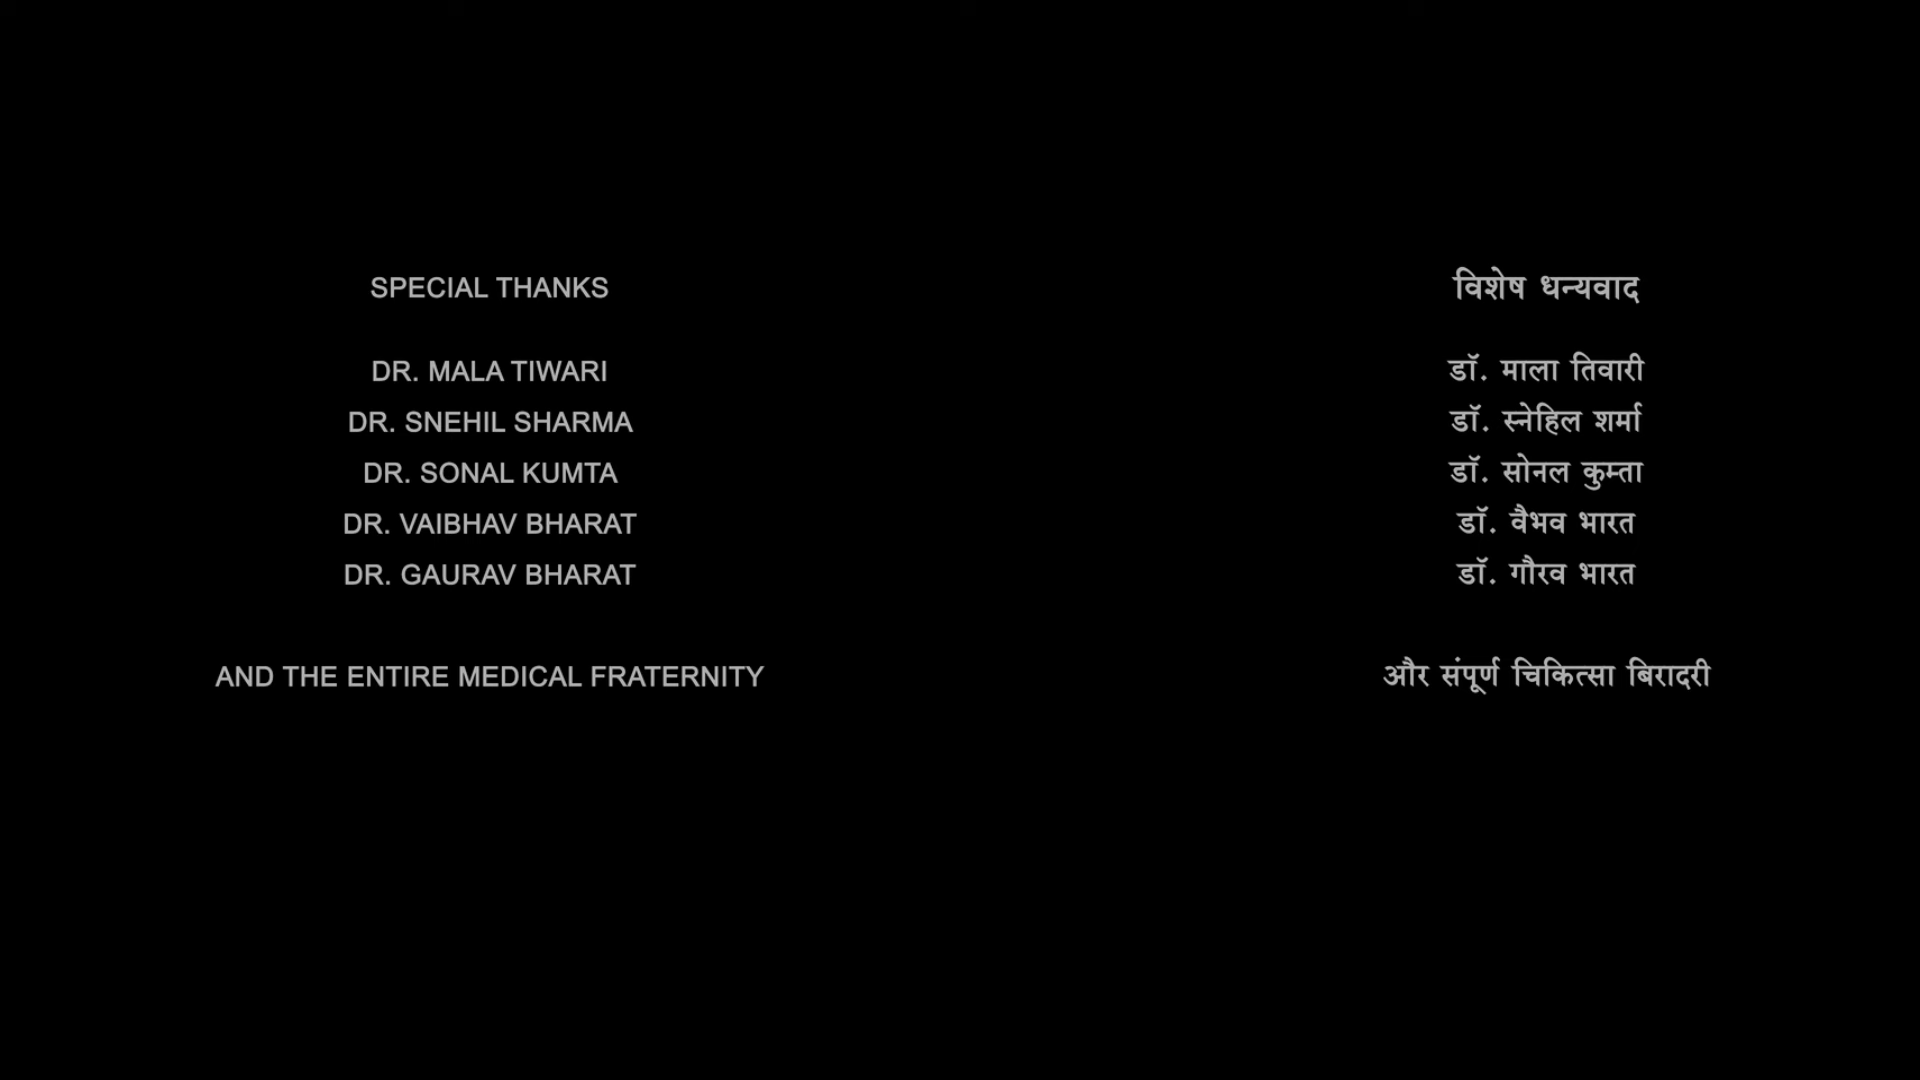 SPECIAL THANKS
DR. MALA TIWARI
DR. SNEHIL SHARMA
DR. SONAL KUMTA
DR. VAIBHAV BHARAT
DR. GAURAV BHARAT
AND THE ENTIRE MEDICAL FRATERNITY
विशेष धन्यवाद
डॉ. माला तिवारी
डॉ. स्नेहिल शर्मा
डॉ. सोनल कुम्ता
डॉ. वैभव भारत
डॉ. गौरव भारत
और संपूर्ण चिकित्सा बिरादरी